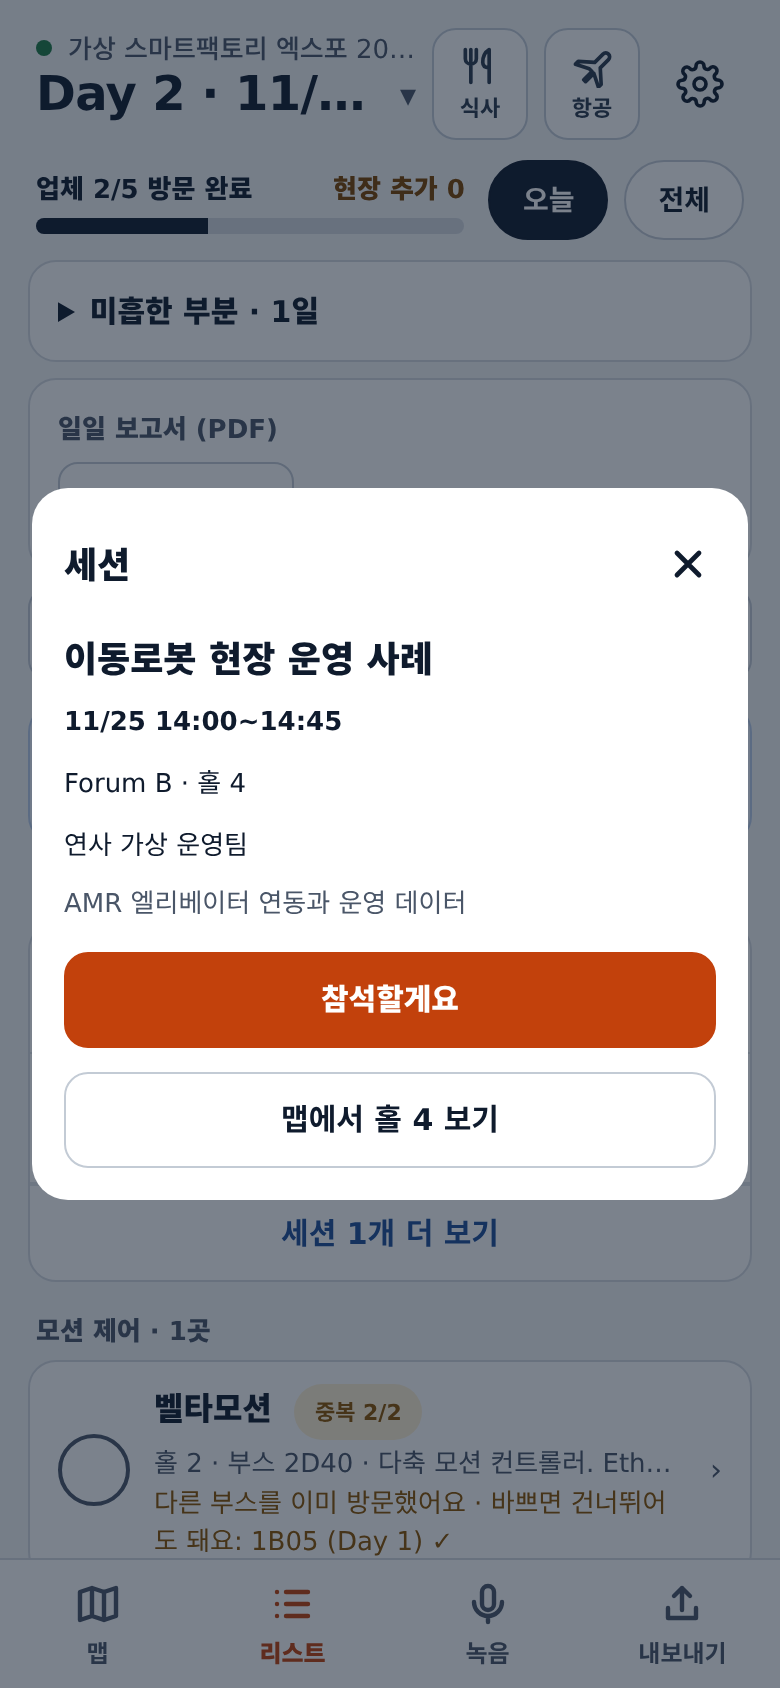 가상 스마트팩토리 엑스포 20...
Day 2 · 11/... ▼
식사
항공
업체 2/5 방문 완료
현장 추가 0
오늘
전체
▶ 미흡한 부분 · 1일
일일 보고서 (PDF)
세션
이동로봇 현장 운영 사례
11/25 14:00~14:45
Forum B · 홀 4
연사 가상 운영팀
AMR 엘리베이터 연동과 운영 데이터
참석할게요
맵에서 홀 4 보기
세션 1개 더 보기
모션 제어 · 1곳
벨타모션
중복 2/2
홀 2 · 부스 2D40 · 다축 모션 컨트롤러. Eth...
다른 부스를 이미 방문했어요 · 바쁘면 건너뛰어
도 돼요: 1B05 (Day 1) ✓
맵
리스트
녹음
내보내기